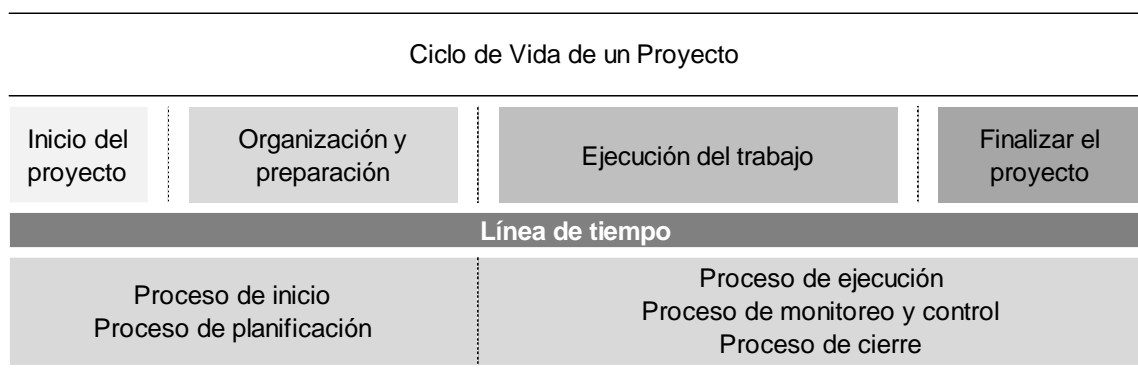 Ciclo de Vida de un Proyecto
Inicio del
proyecto
Organización y
preparación
Ejecución del trabajo
Finalizar el
proyecto
Línea de tiempo
Proceso de inicio
Proceso de planificación
Proceso de ejecución
Proceso de monitoreo y control
Proceso de cierre